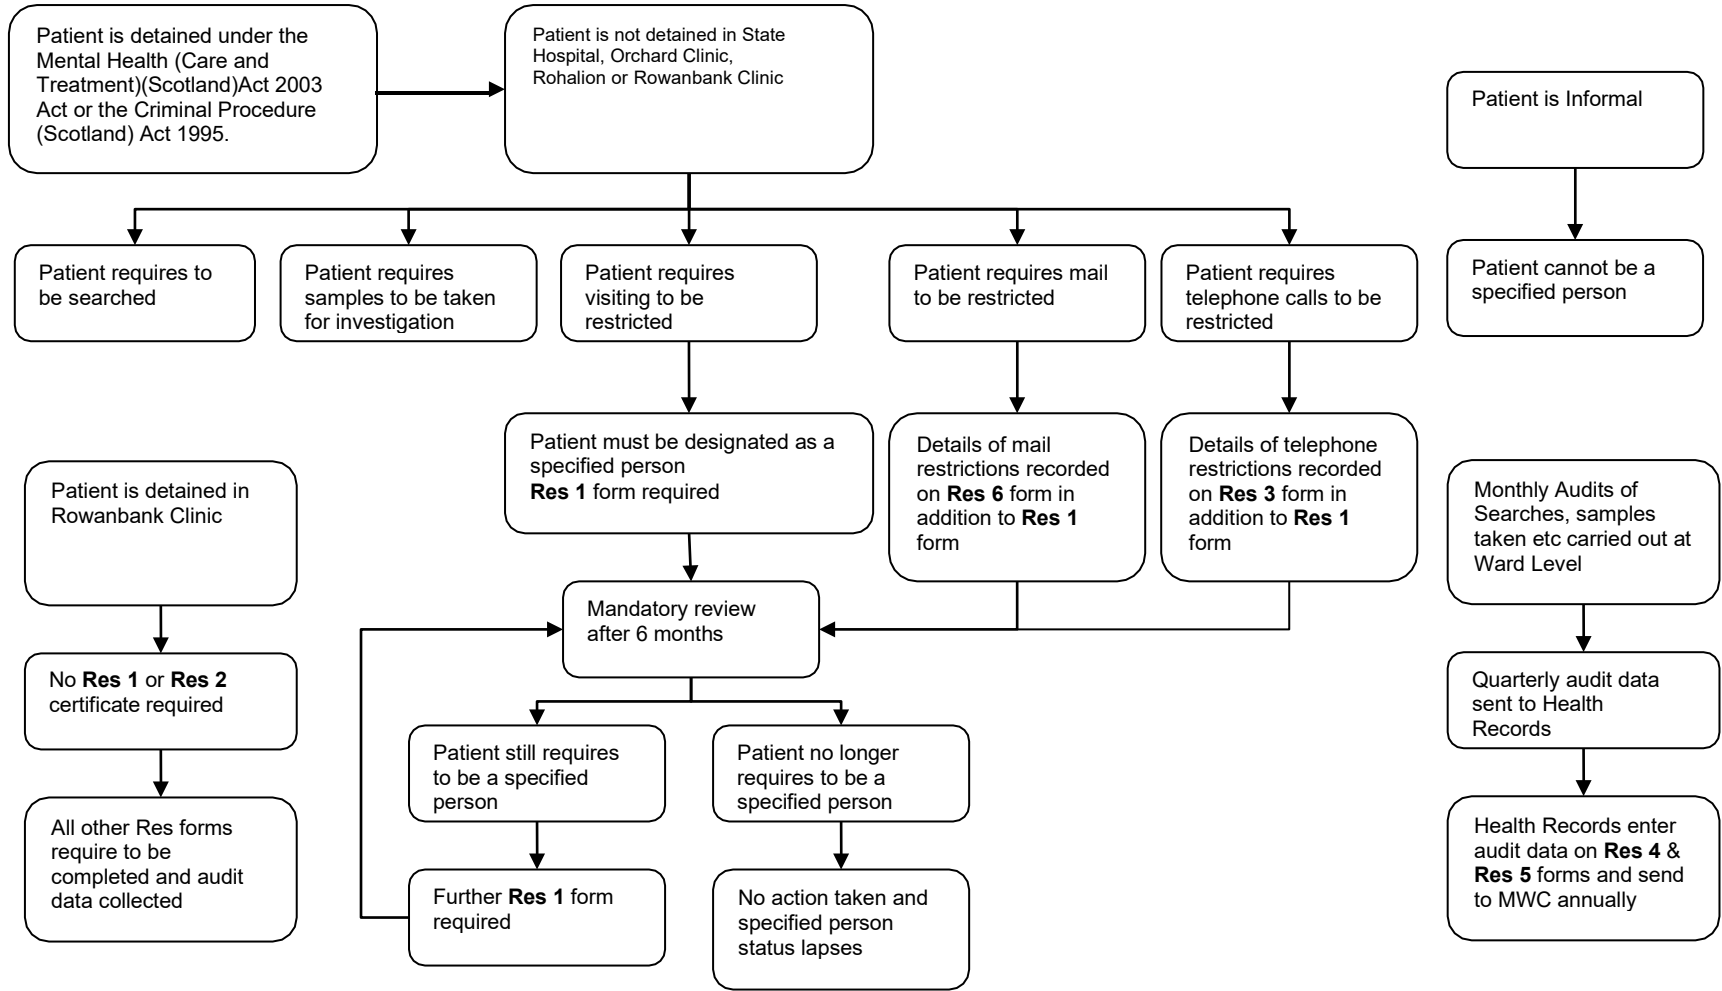 Patient is detained under the
Mental Health (Care and
Treatment)(Scotland)Act 2003
Act or the Criminal Procedure
(Scotland) Act 1995.
Patient is not detained in State
Hospital, Orchard Clinic,
Rohalion or Rowanbank Clinic
Patient is Informal
Patient requires to
be searched
Patient requires
samples to be taken
for investigation
Patient requires
visiting to be
restricted
Patient requires mail
to be restricted
Patient requires
telephone calls to be
restricted
Patient cannot be a
specified person
Patient must be designated as a
specified person
Res 1 form required
Details of mail
restrictions recorded
on Res 6 form in
addition to Res 1
form
Details of telephone
restrictions recorded
on Res 3 form in
addition to Res 1
form
Patient is detained in
Rowanbank Clinic
Monthly Audits of
Searches, samples
taken etc carried out at
Ward Level
Mandatory review
after 6 months
No Res 1 or Res 2
certificate required
Quarterly audit data
sent to Health
Records
Patient still requires
to be a specified
person
Patient no longer
requires to be a
specified person
All other Res forms
require to be
completed and audit
data collected
Further Res 1 form
required
No action taken and
specified person
status lapses
Health Records enter
audit data on Res 4 &
Res 5 forms and send
to MWC annually